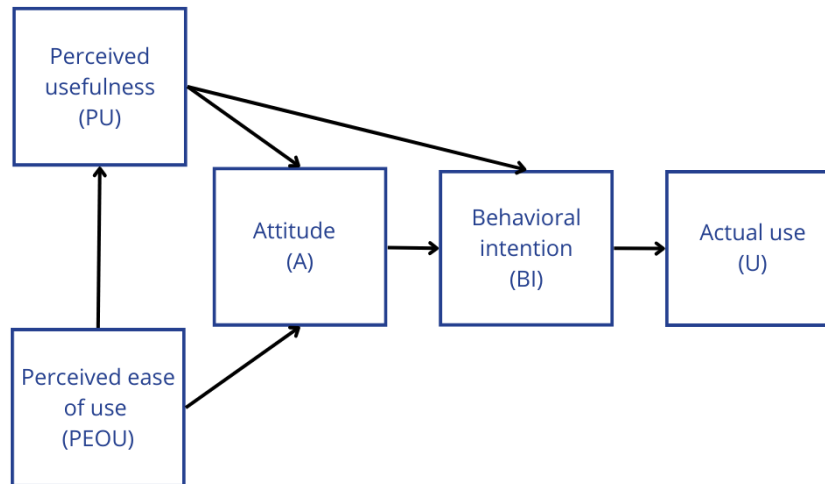 Perceived
usefulness
(PU)
Attitude
(A)
Behavioral
intention
(BI)
Actual use
(U)
Perceived ease
of use
(PEOU)